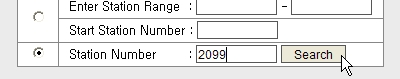 Enter Station Range : –
Start Station Number :
Station Number : 2099 Search